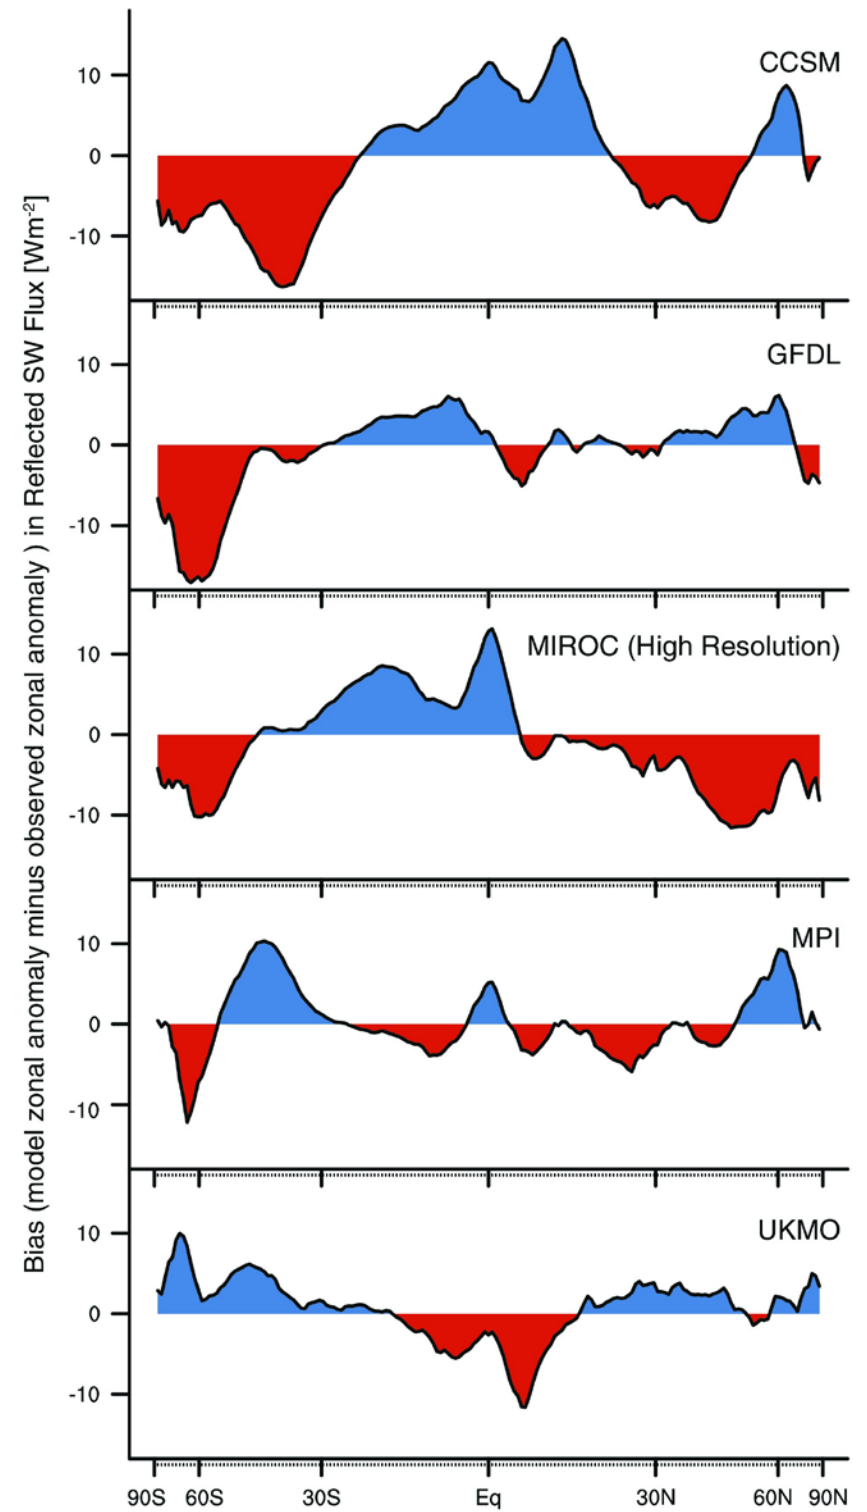 Bias (model zonal anomaly minus observed zonal anomaly ) in Reflected SW Flux [Wm-2]
CCSM
10
0
-10
GFDL
10
0
-10
MIROC (High Resolution)
10
0
-10
MPI
10
0
-10
UKMO
10
0
-10
90S 60S 30S Eq 30N 60N 90N